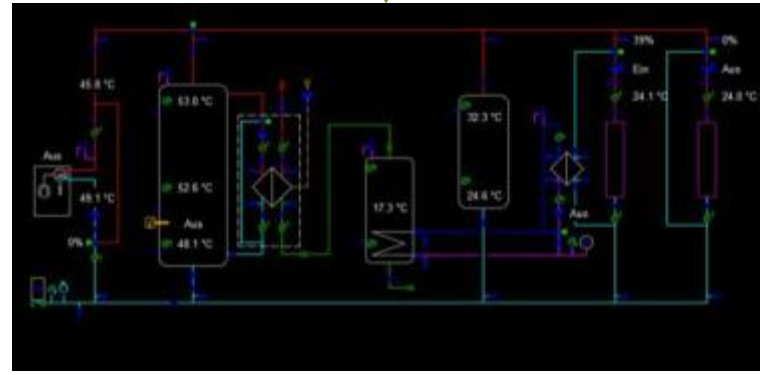 39%
0%
Ein
Aus
45.8 °C
53.0 °C
24.1 °C
24.0 °C
32.3 °C
Aus
52.6 °C
49.1 °C
17.3 °C
24.6 °C
Aus
Aus
0%
48.1 °C